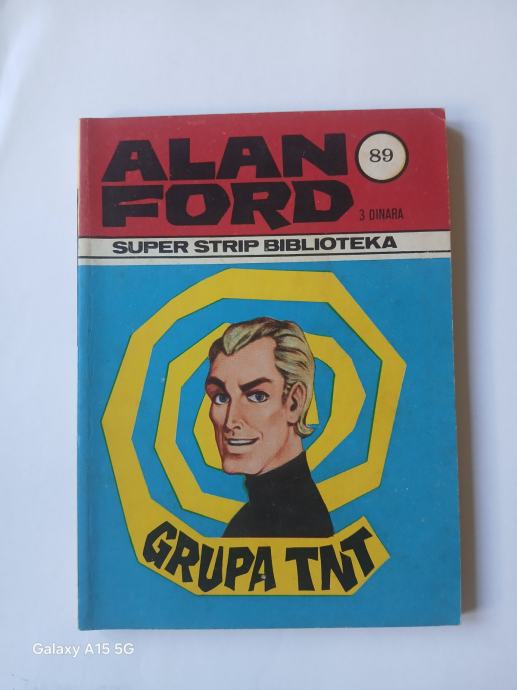 ALAN
FORD
89
3 DINARA
SUPER STRIP BIBLIOTEKA
GRUPA TNT
Galaxy A15 5G